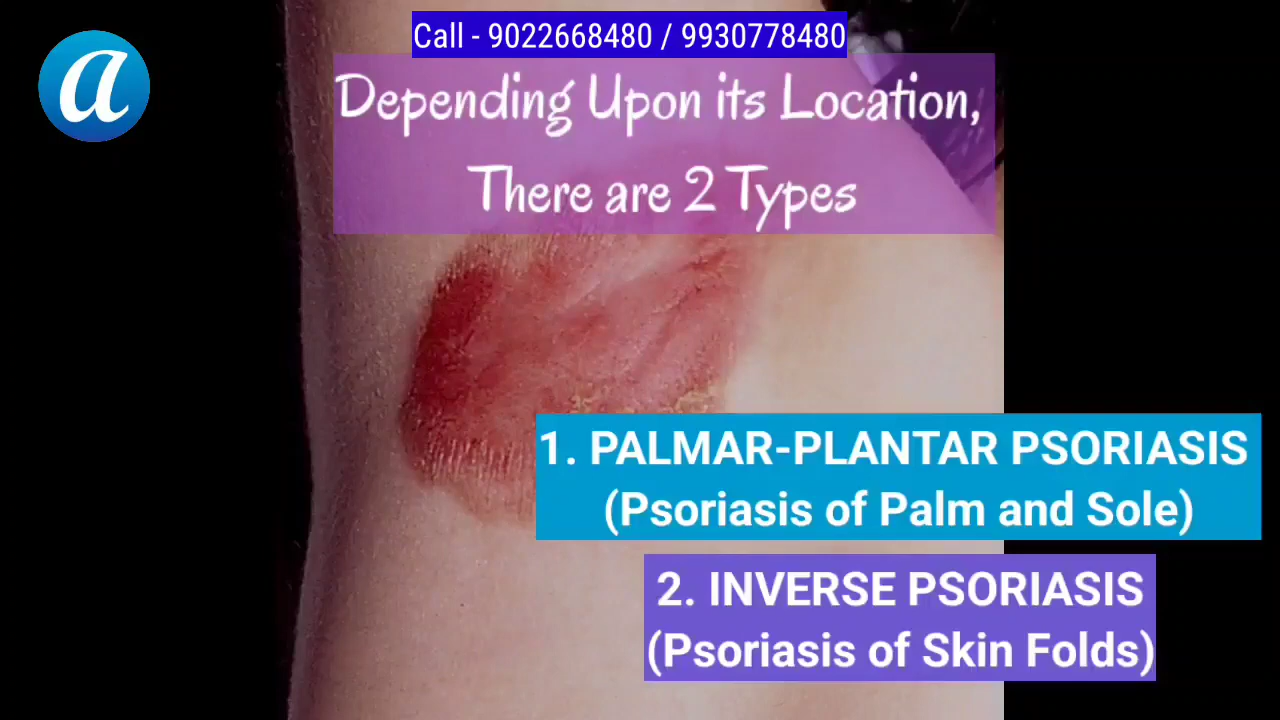 Call - 9022668480 / 9930778480
a
Depending Upon its Location,
There are 2 Types
1. PALMAR-PLANTAR PSORIASIS
(Psoriasis of Palm and Sole)
2. INVERSE PSORIASIS
(Psoriasis of Skin Folds)